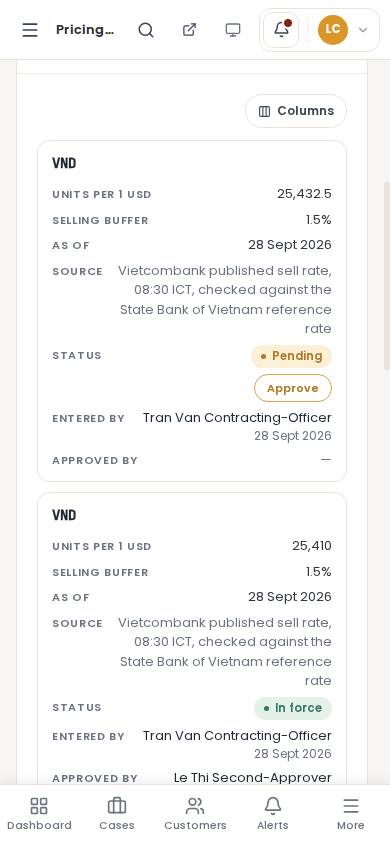 Pricing...
LC
Columns
VND
UNITS PER 1 USD 25,432.5
SELLING BUFFER 1.5%
AS OF 28 Sept 2026
SOURCE Vietcombank published sell rate,
08:30 ICT, checked against the
State Bank of Vietnam reference
rate
STATUS Pending
Approve
ENTERED BY Tran Van Contracting-Officer
28 Sept 2026
APPROVED BY —
VND
UNITS PER 1 USD 25,410
SELLING BUFFER 1.5%
AS OF 28 Sept 2026
SOURCE Vietcombank published sell rate,
08:30 ICT, checked against the
State Bank of Vietnam reference
rate
STATUS In force
ENTERED BY Tran Van Contracting-Officer
28 Sept 2026
APPROVED BY Le Thi Second-Approver
Dashboard Cases Customers Alerts More